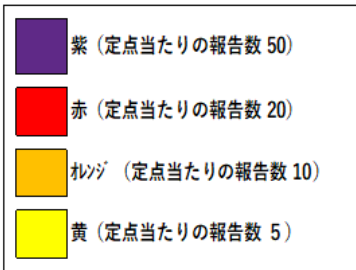 紫（定点当たりの報告数 50）
赤（定点当たりの報告数 20）
ｵﾚﾝｼﾞ（定点当たりの報告数 10）
黄（定点当たりの報告数 5）